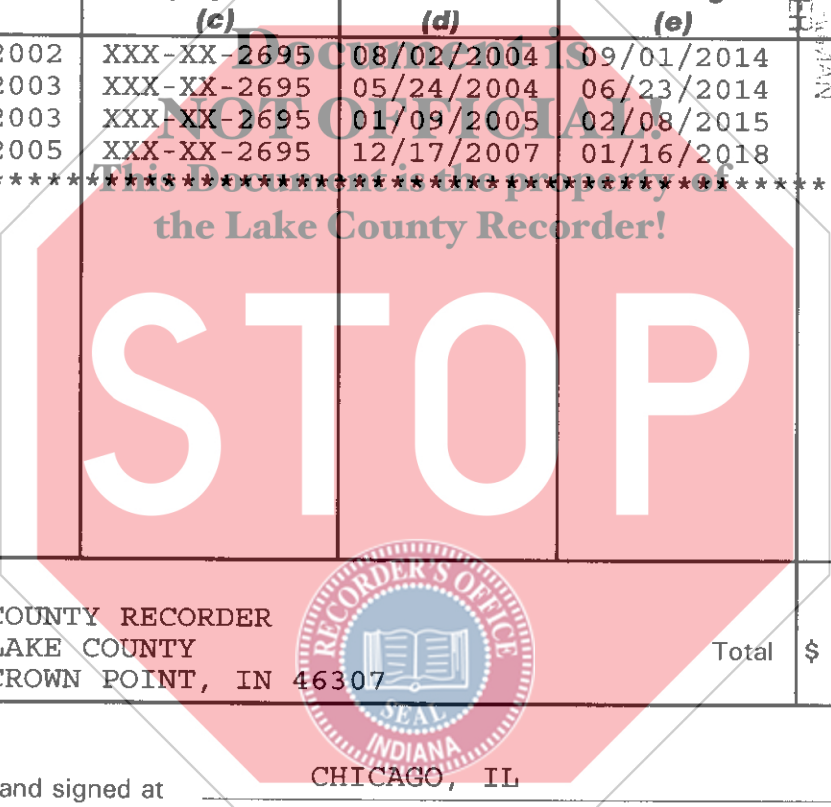 (c) (d) (e)
2002 XXX-XX-2695 08/02/2004 09/01/2014
2003 XXX-XX-2695 05/24/2004 06/23/2014
2003 XXX-XX-2695 01/09/2005 02/08/2015
2005 XXX-XX-2695 12/17/2007 01/16/2018
****************************************************
Document is
NOT OFFICIAL!
This Document is the property of
the Lake County Recorder!
STOP
COUNTY RECORDER
LAKE COUNTY
CROWN POINT, IN 46307
Total $
RECORDER'S OFFICE
SEAL
INDIANA
and signed at CHICAGO, IL